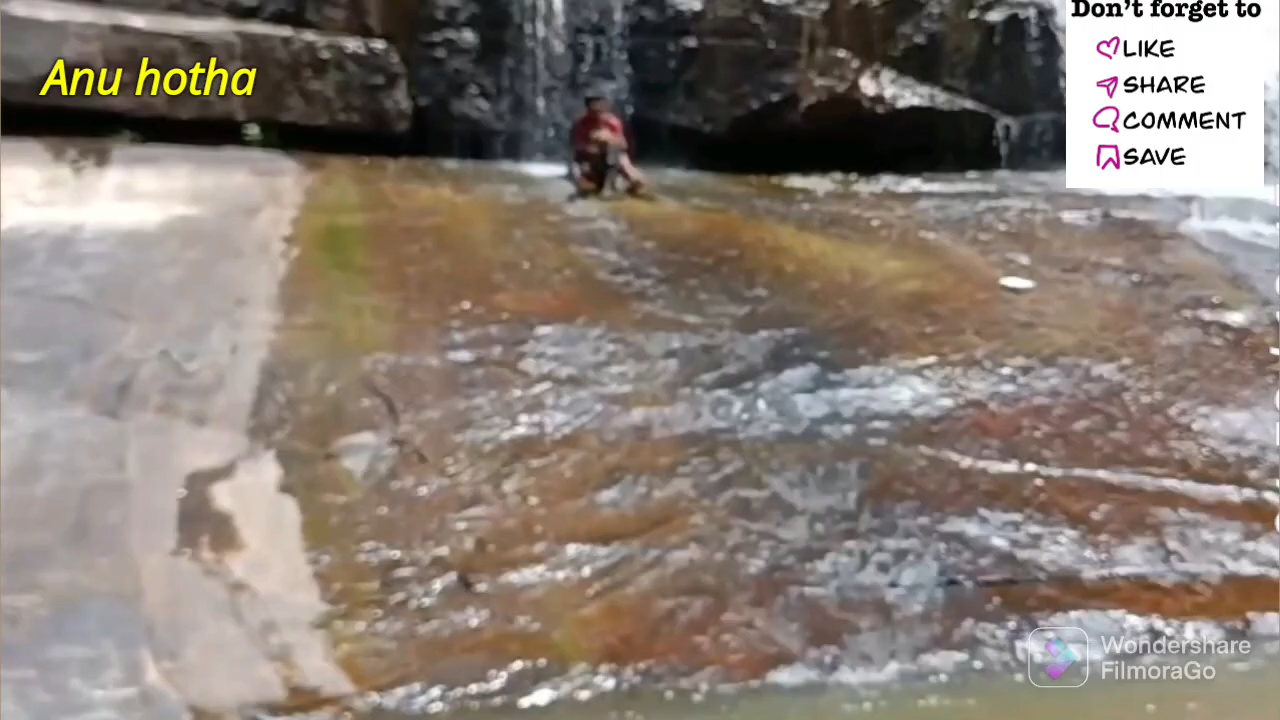 Anu hotha
Don't forget to
LIKE
SHARE
COMMENT
SAVE
Wondershare
FilmoraGo